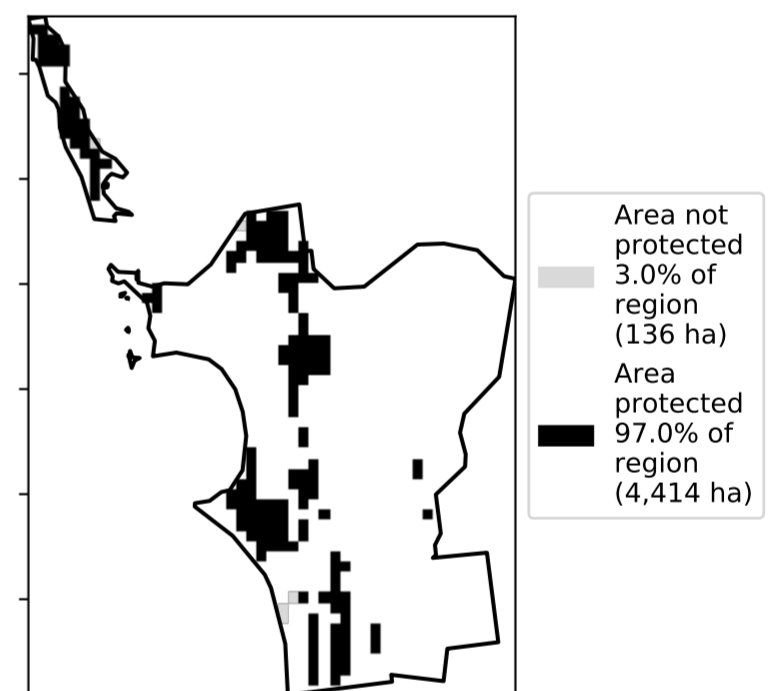 Area not
protected
3.0% of
region
(136 ha)
Area
protected
97.0% of
region
(4,414 ha)